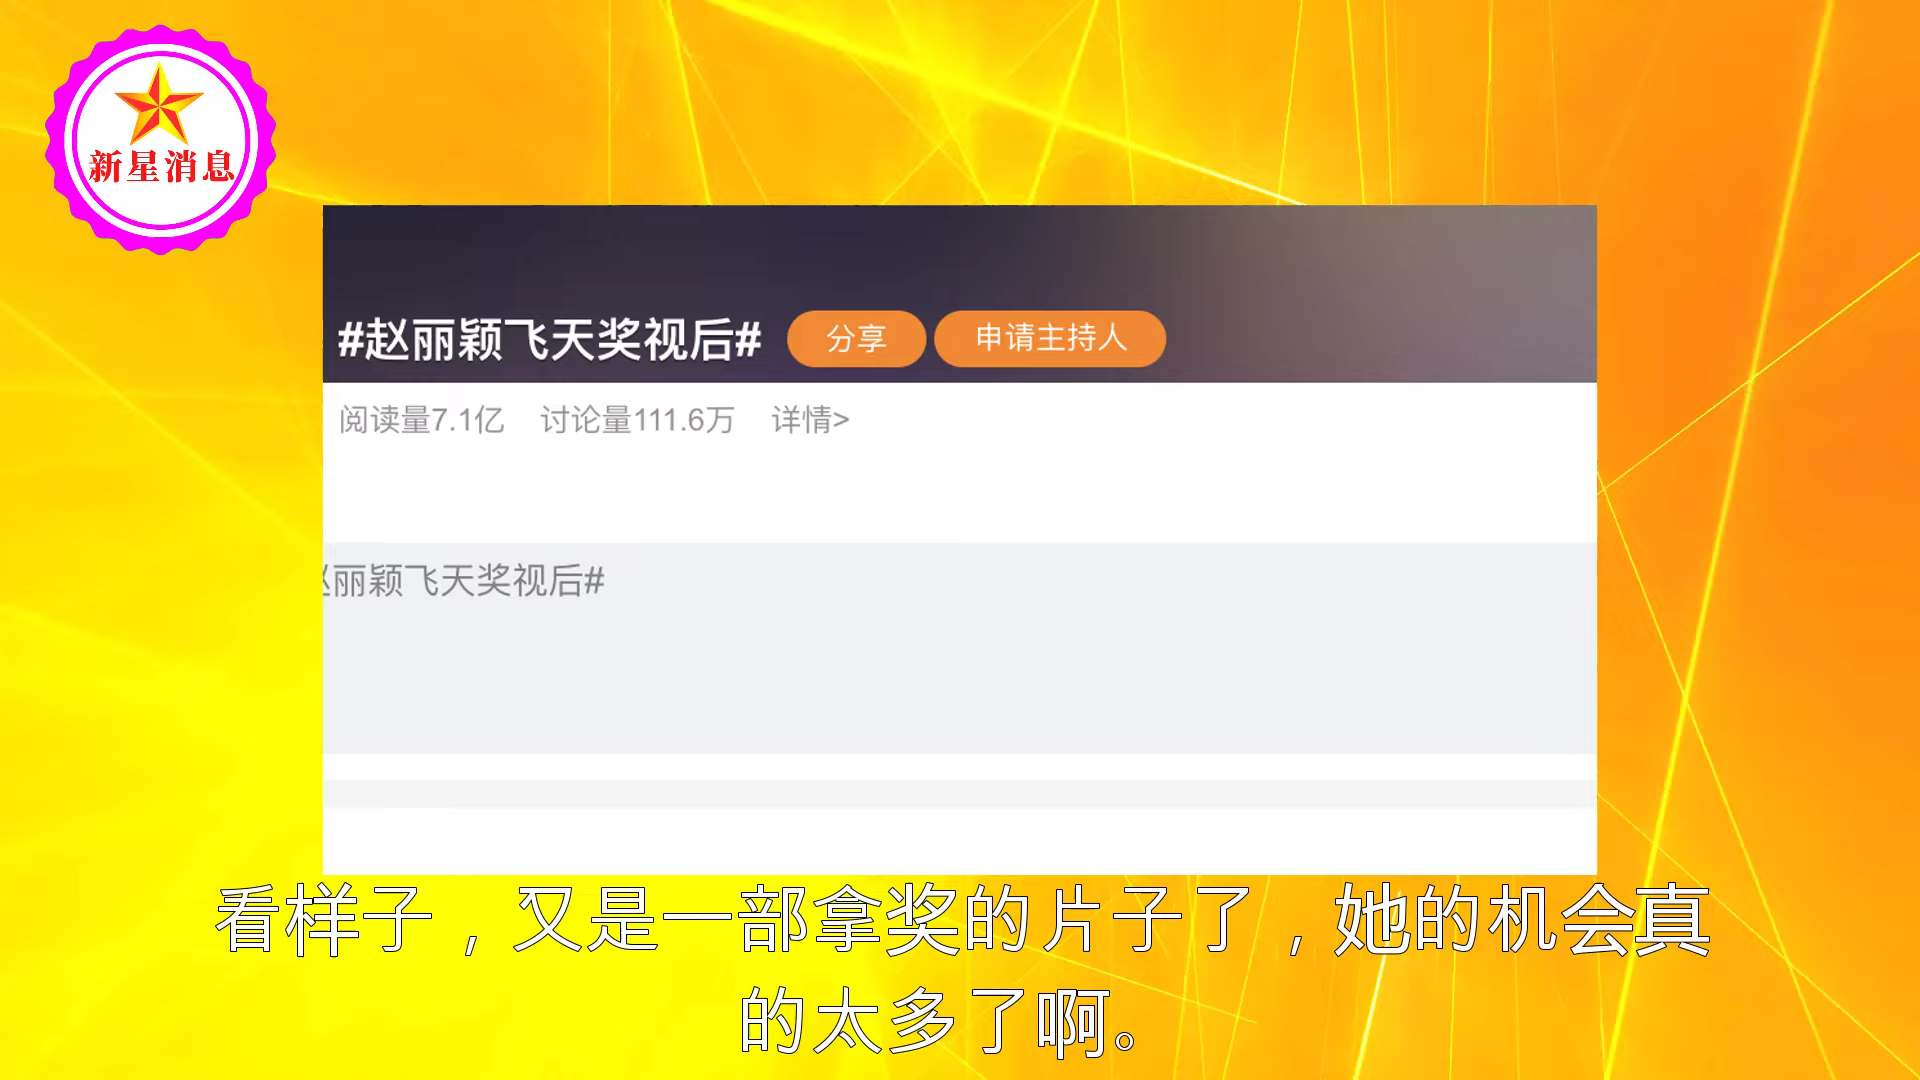 新星消息
#赵丽颖飞天奖视后# 分享 申请主持人
阅读量7.1亿 讨论量111.6万 详情>
丽颖飞天奖视后#
看样子，又是一部拿奖的片子了，她的机会真
的太多了啊。